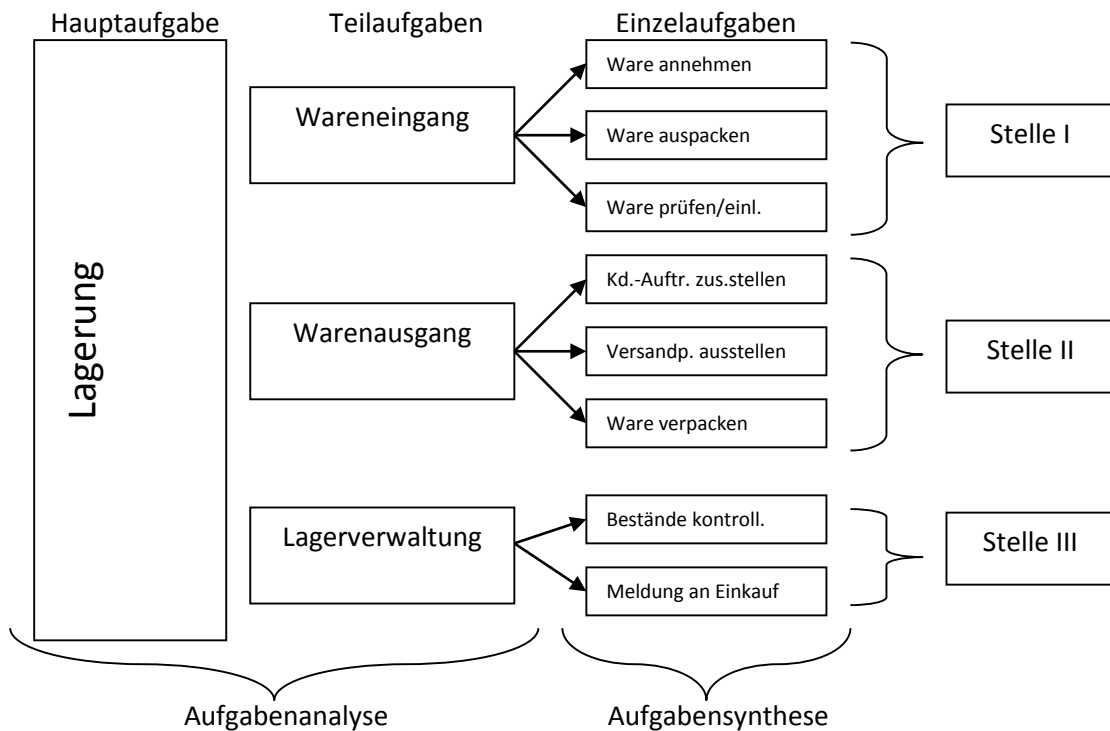 Hauptaufgabe
Teilaufgaben
Einzelaufgaben
Lagerung
Wareneingang
Ware annehmen
Ware auspacken
Ware prüfen/einl.
Stelle I
Warenausgang
Kd.-Auftr. zus.stellen
Versandp. ausstellen
Ware verpacken
Stelle II
Lagerverwaltung
Bestände kontroll.
Meldung an Einkauf
Stelle III
Aufgabenanalyse
Aufgabensynthese